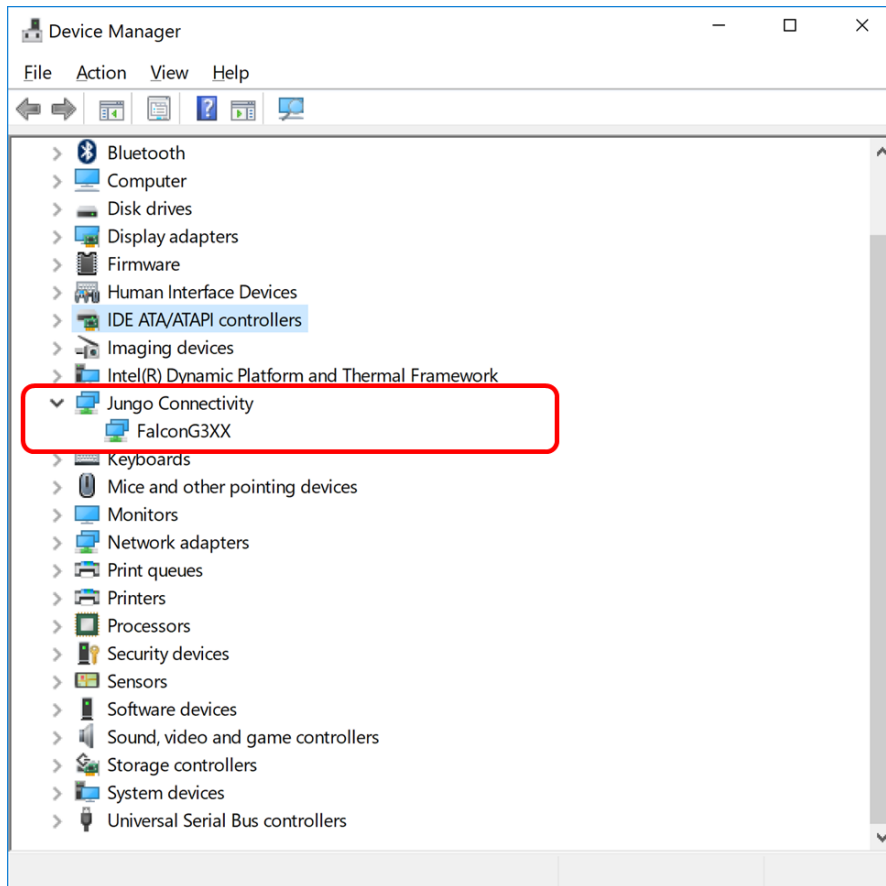 Device Manager
File Action View Help
Bluetooth
Computer
Disk drives
Display adapters
Firmware
Human Interface Devices
IDE ATA/ATAPI controllers
Imaging devices
Intel(R) Dynamic Platform and Thermal Framework
Jungo Connectivity
FalconG3XX
Keyboards
Mice and other pointing devices
Monitors
Network adapters
Print queues
Printers
Processors
Security devices
Sensors
Software devices
Sound, video and game controllers
Storage controllers
System devices
Universal Serial Bus controllers